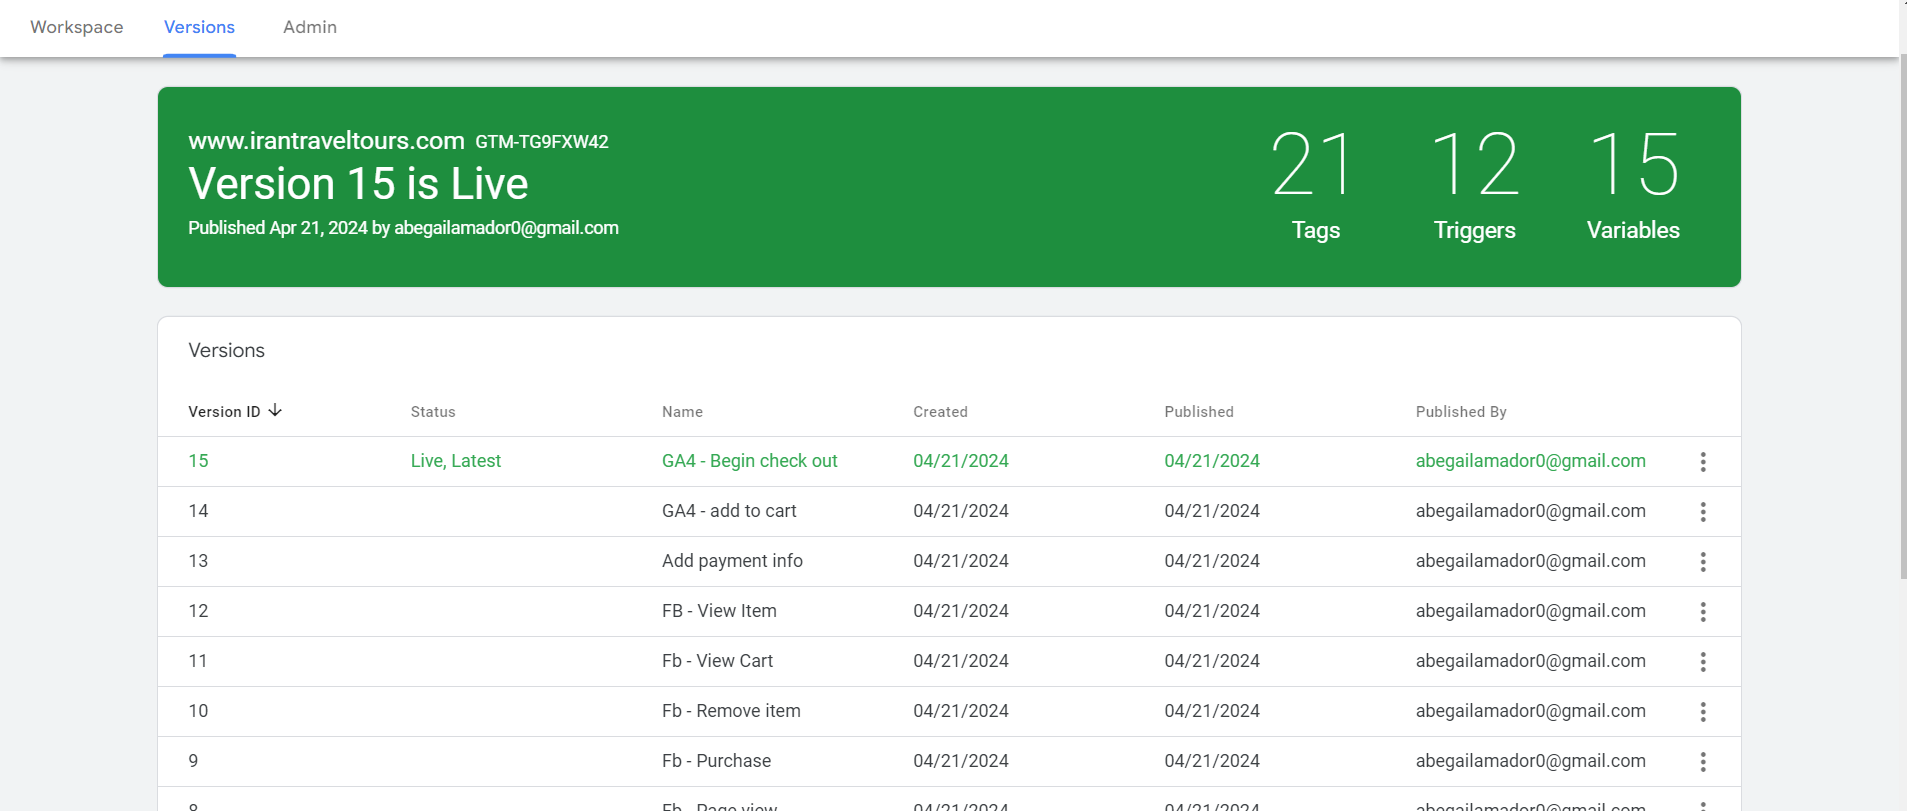 Workspace Versions Admin
www.irantraveltours.com GTM-TG9FXW42
Version 15 is Live
Published Apr 21, 2024 by abegailamador0@gmail.com
21 12 15
Tags Triggers Variables
Versions
Version ID Status Name Created Published Published By
15 Live, Latest GA4 - Begin check out 04/21/2024 04/21/2024 abegailamador0@gmail.com
14 GA4 - add to cart 04/21/2024 04/21/2024 abegailamador0@gmail.com
13 Add payment info 04/21/2024 04/21/2024 abegailamador0@gmail.com
12 FB - View Item 04/21/2024 04/21/2024 abegailamador0@gmail.com
11 Fb - View Cart 04/21/2024 04/21/2024 abegailamador0@gmail.com
10 Fb - Remove item 04/21/2024 04/21/2024 abegailamador0@gmail.com
9 Fb - Purchase 04/21/2024 04/21/2024 abegailamador0@gmail.com
8 Fb - Page view 04/21/2024 04/21/2024 abegailamador0@gmail.com